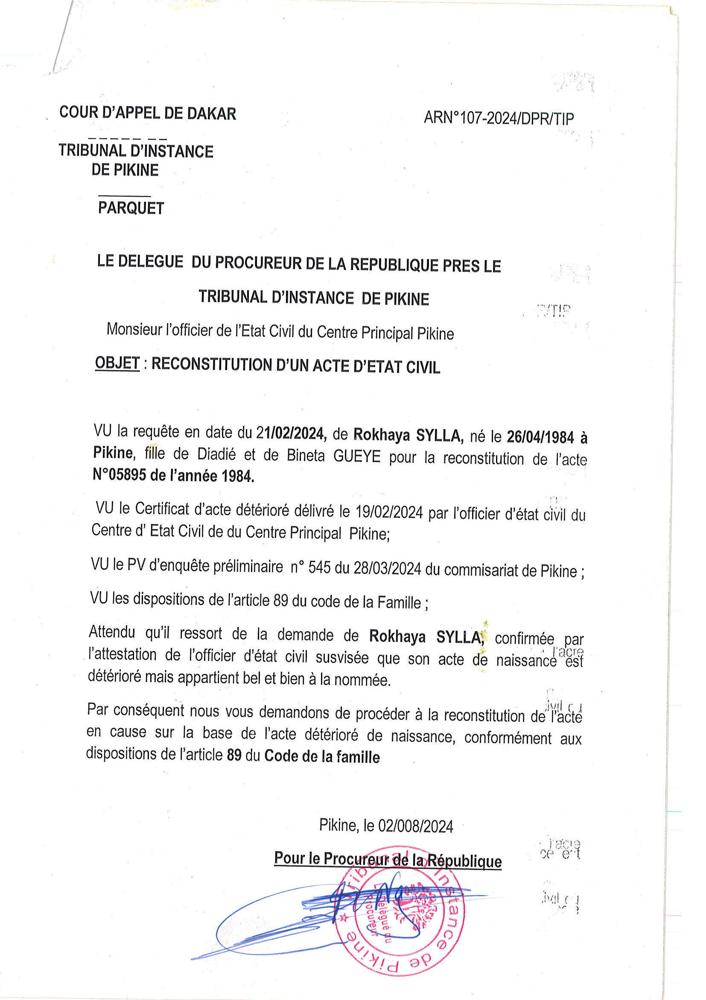 COUR D'APPEL DE DAKAR
ARN°107-2024/DPR/TIP
TRIBUNAL D'INSTANCE
DE PIKINE
PARQUET
LE DELEGUE DU PROCUREUR DE LA REPUBLIQUE PRES LE
TRIBUNAL D'INSTANCE DE PIKINE
Monsieur l'officier de l'Etat Civil du Centre Principal Pikine
OBJET : RECONSTITUTION D'UN ACTE D'ETAT CIVIL
VU la requête en date du 21/02/2024, de Rokhaya SYLLA, né le 26/04/1984 à
Pikine, fille de Diadié et de Bineta GUEYE pour la reconstitution de l'acte
N°05895 de l'année 1984.
VU le Certificat d'acte détérioré délivré le 19/02/2024 par l'officier d'état civil du
Centre d' Etat Civil de du Centre Principal Pikine;
VU le PV d'enquête préliminaire n° 545 du 28/03/2024 du commisariat de Pikine ;
VU les dispositions de l'article 89 du code de la Famille ;
Attendu qu'il ressort de la demande de Rokhaya SYLLA, confirmée par
l'attestation de l'officier d'état civil susvisée que son acte de naissance est
détérioré mais appartient bel et bien à la nommée.
Par conséquent nous vous demandons de procéder à la reconstitution de l'acte
en cause sur la base de l'acte détérioré de naissance, conformément aux
dispositions de l'article 89 du Code de la famille
Pikine, le 02/008/2024
Pour le Procureur de la République
Tribunal d'Instance de Pikine
Le Délégué du
procureur